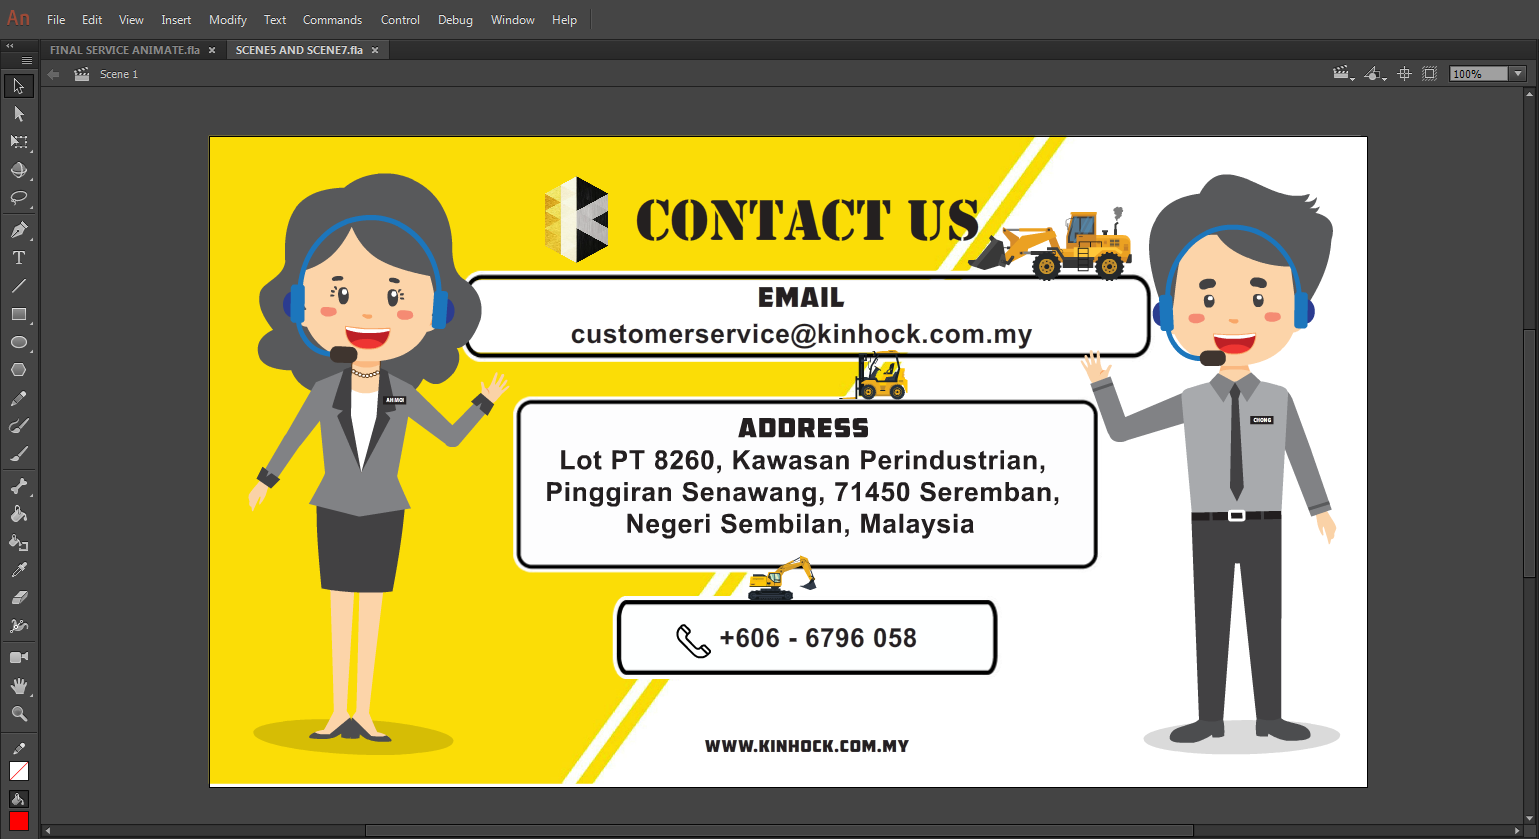 An File Edit View Insert Modify Text Commands Control Debug Window Help
FINAL SERVICE ANIMATE.fla × SCENE5 AND SCENE7.fla ×
Scene 1 100%
CONTACT US
EMAIL
customerservice@kinhock.com.my
AH MOI
ADDRESS
CHONG
Lot PT 8260, Kawasan Perindustrian,
Pinggiran Senawang, 71450 Seremban,
Negeri Sembilan, Malaysia
+606 - 6796 058
WWW.KINHOCK.COM.MY